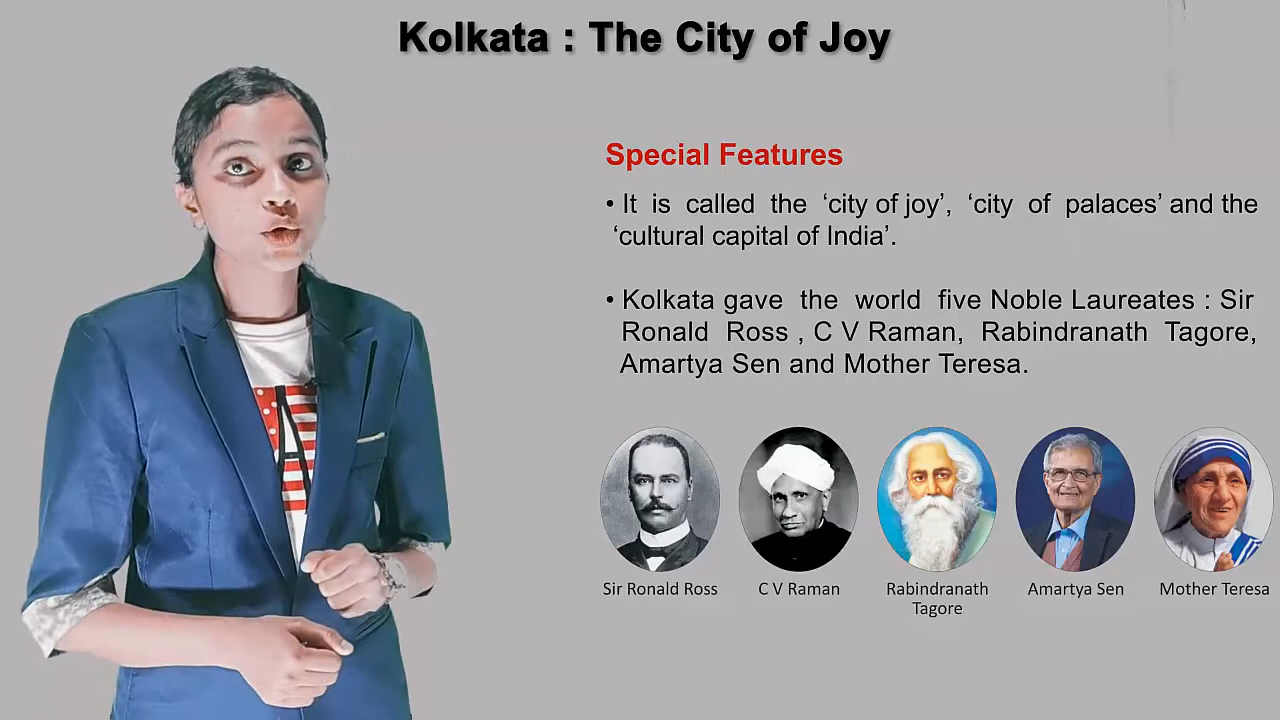 Kolkata : The City of Joy
Special Features
• It is called the ‘city of joy’, ‘city of palaces’ and the
‘cultural capital of India’.
• Kolkata gave the world five Noble Laureates : Sir
Ronald Ross , C V Raman, Rabindranath Tagore,
Amartya Sen and Mother Teresa.
Sir Ronald Ross
C V Raman
Rabindranath
Tagore
Amartya Sen
Mother Teresa